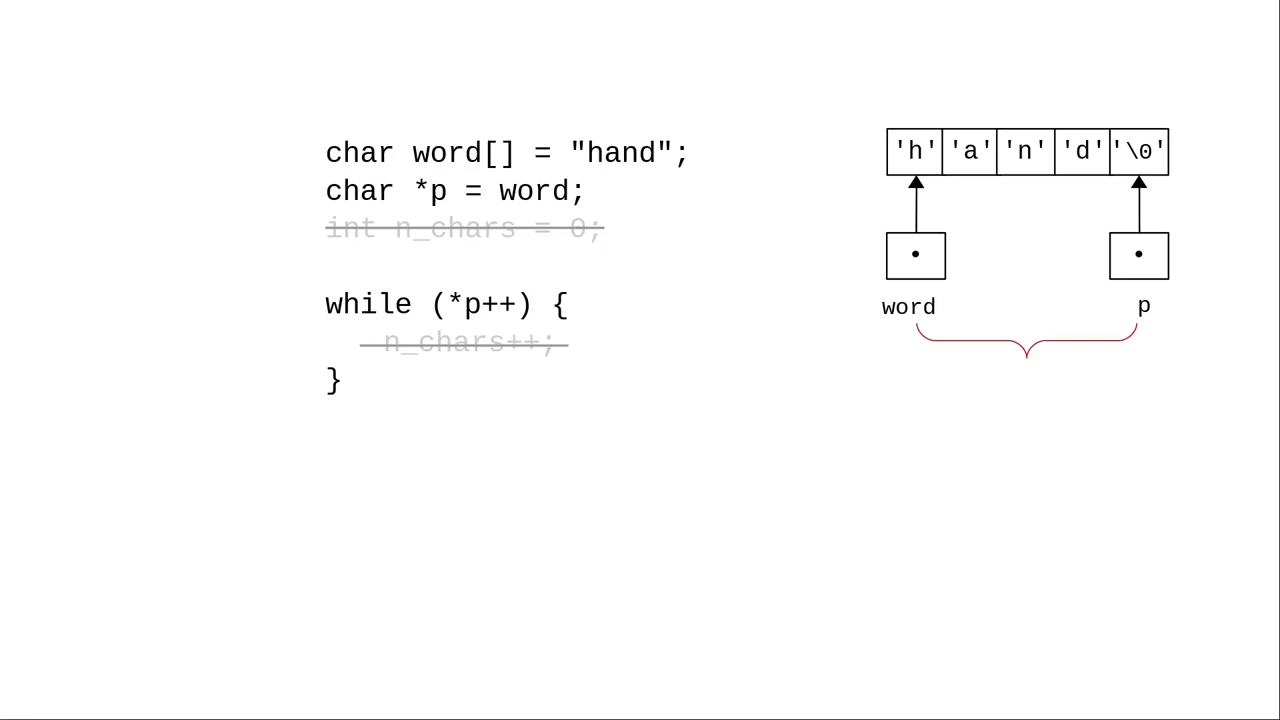 char word[] = "hand";
char *p = word;
int n_chars = 0;
while (*p++) {
n_chars++;
}
'h' 'a' 'n' 'd' '\0'
word p